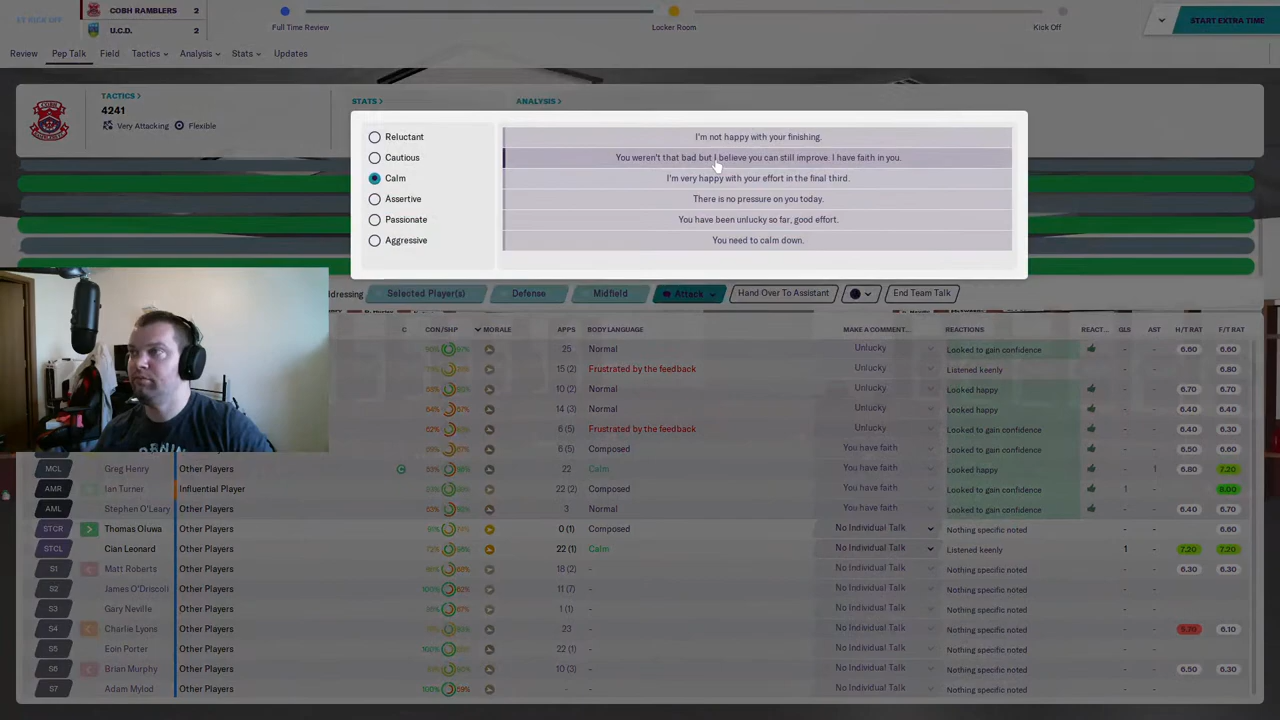 AT KICK OFF
COBH RAMBLERS 2
U.C.D. 2
Full Time Review
Locker Room
Kick Off
START EXTRA TIME
Review Pep Talk Field Tactics Analysis Stats Updates
TACTICS >
4241
Very Attacking Flexible
STATS >
ANALYSIS >
Reluctant
Cautious
Calm
Assertive
Passionate
Aggressive
I'm not happy with your finishing.
You weren't that bad but I believe you can still improve. I have faith in you.
I'm very happy with your effort in the final third.
There is no pressure on you today.
You have been unlucky so far, good effort.
You need to calm down.
Selected Player(s) Defense Midfield Attack Hand Over To Assistant End Team Talk
C CON/SHP MORALE APPS BODY LANGUAGE MAKE A COMMENT... REACTIONS REACT... GLS AST H/T RAT F/T RAT
25 Normal Unlucky Looked to gain confidence - - 6.60 6.60
15 (2) Frustrated by the feedback Unlucky Listened keenly - - 6.80
10 (2) Normal Unlucky Looked happy - - 6.70 6.70
64% 67% 14 (3) Normal Unlucky Looked happy - - 6.40 6.40
62% 6 (5) Frustrated by the feedback Unlucky Looked to gain confidence - - 6.40 6.30
6 (5) Composed You have faith Looked to gain confidence - - 6.50 6.60
MCL Greg Henry Other Players C 22 Calm You have faith Looked happy - 1 6.80 7.20
AMR Ian Turner Influential Player 22 (2) Composed You have faith Looked to gain confidence 1 - 8.00
AML Stephen O'Leary Other Players 3 Normal You have faith Looked to gain confidence - - 6.40 6.70
STCR Thomas Oluwa Other Players 0 (1) Composed No Individual Talk Nothing specific noted - - 6.60
STCL Cian Leonard Other Players 72% 22 (1) Calm No Individual Talk Listened keenly 1 - 7.20 7.20
S1 Matt Roberts Other Players 18 (2) - No Individual Talk Nothing specific noted - - 6.30
S2 James O'Driscoll Other Players 100% 62% 11 (7) - No Individual Talk Nothing specific noted - -
S3 Gary Neville Other Players 1 (1) - No Individual Talk Nothing specific noted - -
S4 Charlie Lyons Other Players 23 - No Individual Talk Nothing specific noted - - 5.70 6.10
S5 Eoin Porter Other Players 100% 22 (1) - No Individual Talk Nothing specific noted - -
S6 Brian Murphy Other Players 10 (3) - No Individual Talk Nothing specific noted - - 6.50 6.30
S7 Adam Mylod Other Players 100% 59% - - No Individual Talk Nothing specific noted - -